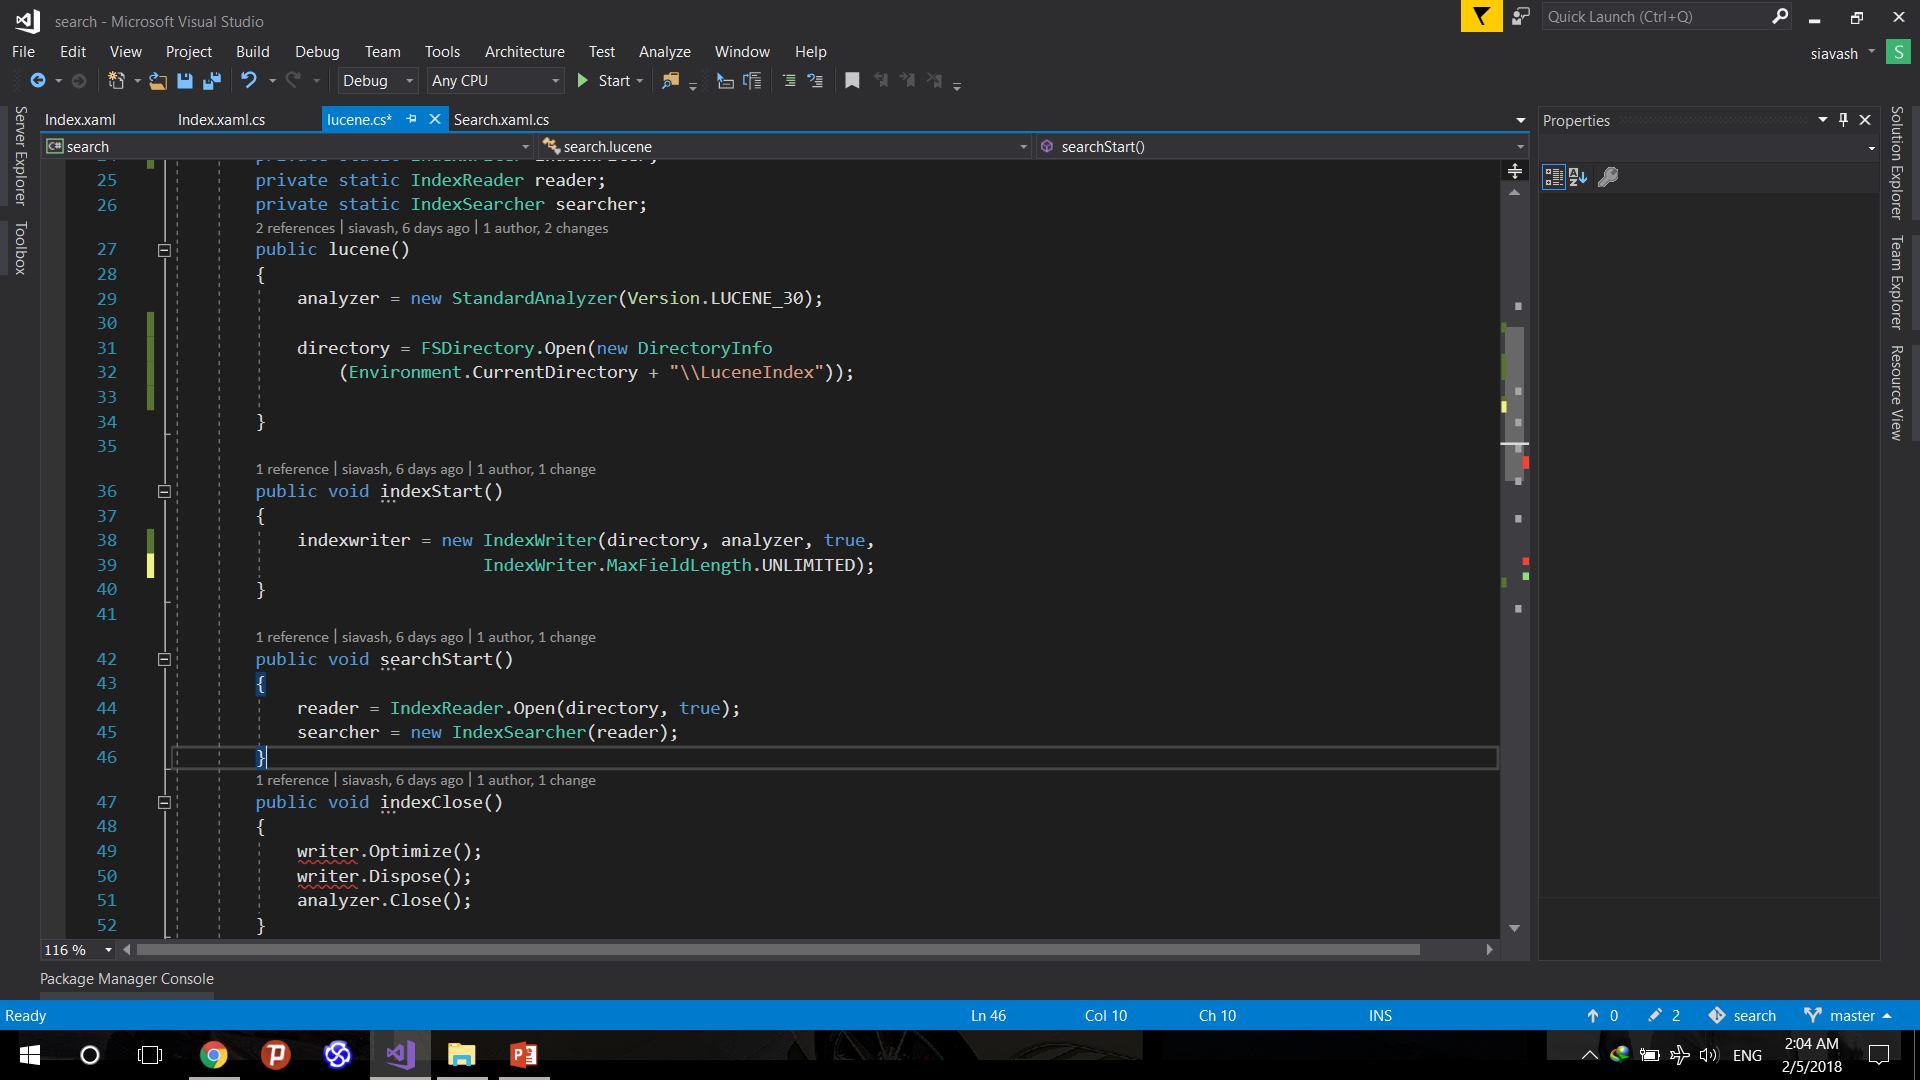 search - Microsoft Visual Studio
Quick Launch (Ctrl+Q)
File Edit View Project Build Debug Team Tools Architecture Test Analyze Window Help
siavash S
Debug Any CPU Start
Server Explorer
Toolbox
Index.xaml Index.xaml.cs lucene.cs* Search.xaml.cs
C# search search.lucene searchStart()
25 private static IndexReader reader;
26 private static IndexSearcher searcher;
2 references | siavash, 6 days ago | 1 author, 2 changes
27 public lucene()
28 {
29 analyzer = new StandardAnalyzer(Version.LUCENE_30);
30
31 directory = FSDirectory.Open(new DirectoryInfo
32 (Environment.CurrentDirectory + "\\LuceneIndex"));
33
34 }
35
1 reference | siavash, 6 days ago | 1 author, 1 change
36 public void indexStart()
37 {
38 indexwriter = new IndexWriter(directory, analyzer, true,
39 IndexWriter.MaxFieldLength.UNLIMITED);
40 }
41
1 reference | siavash, 6 days ago | 1 author, 1 change
42 public void searchStart()
43 {
44 reader = IndexReader.Open(directory, true);
45 searcher = new IndexSearcher(reader);
46 }
1 reference | siavash, 6 days ago | 1 author, 1 change
47 public void indexClose()
48 {
49 writer.Optimize();
50 writer.Dispose();
51 analyzer.Close();
52 }
116 %
Properties
Solution Explorer
Team Explorer
Resource View
Package Manager Console
Ready Ln 46 Col 10 Ch 10 INS 0 2 search master
ENG
2:04 AM
2/5/2018